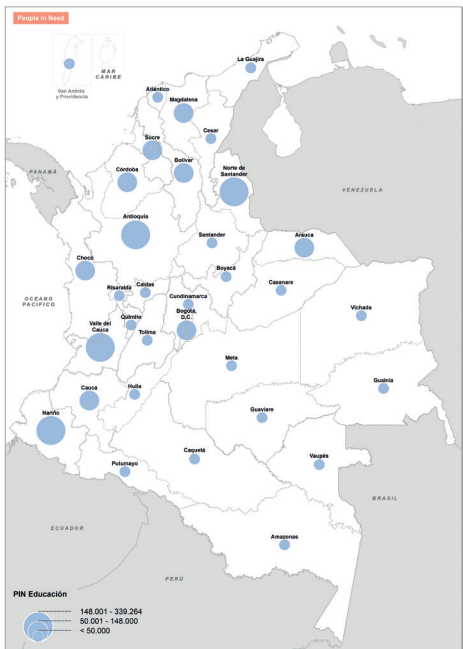 People in Need
MAR
CARIBE
San Andrés
y Providencia
La Guajira
Atlántico
Magdalena
Cesar
Sucre
Bolívar
Norte de
Santander
Córdoba
PANAMÁ
VENEZUELA
Antioquia
Santander
Arauca
Choco
Boyacá
Risaralda
Caldas
Casanare
Cundinamarca
OCEANO
PACIFICO
Bogotá,
D.C.
Vichada
Quindío
Valle del
Cauca
Tolima
Meta
Guainía
Cauca
Huila
Nariño
Guaviare
Caquetá
Vaupés
Putumayo
BRASIL
ECUADOR
Amazonas
PERÚ
PIN Educación
148.001 - 339.264
50.001 - 148.000
< 50.000